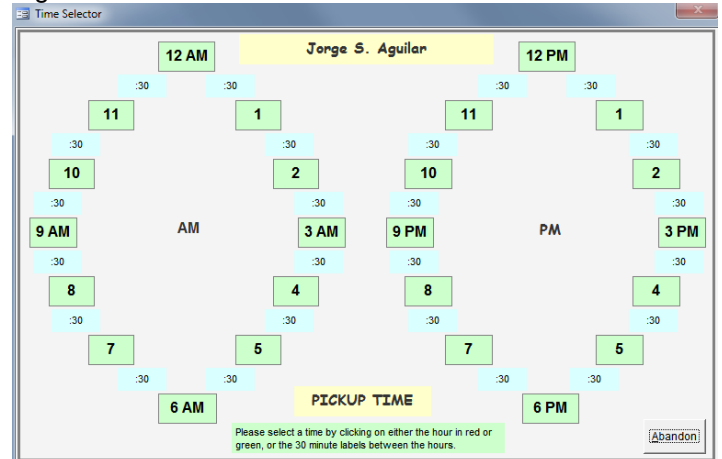 Time Selector
12 AM
Jorge S. Aguilar
12 PM
:30
:30
:30
:30
11
1
11
1
:30
:30
:30
:30
10
2
10
2
:30
:30
:30
:30
9 AM
AM
3 AM
9 PM
PM
3 PM
:30
:30
:30
:30
8
4
8
4
:30
:30
:30
:30
7
5
7
5
:30
:30
:30
:30
6 AM
PICKUP TIME
6 PM
Please select a time by clicking on either the hour in red or
green, or the 30 minute labels between the hours.
Abandon